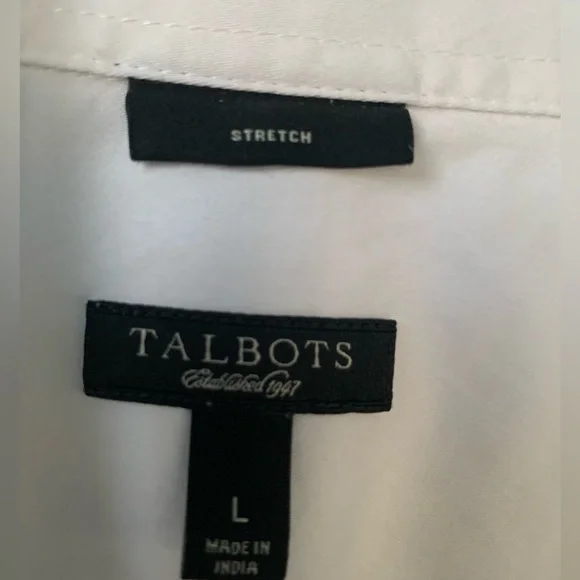 STRETCH
TALBOTS
Established 1947
L
MADE IN
INDIA